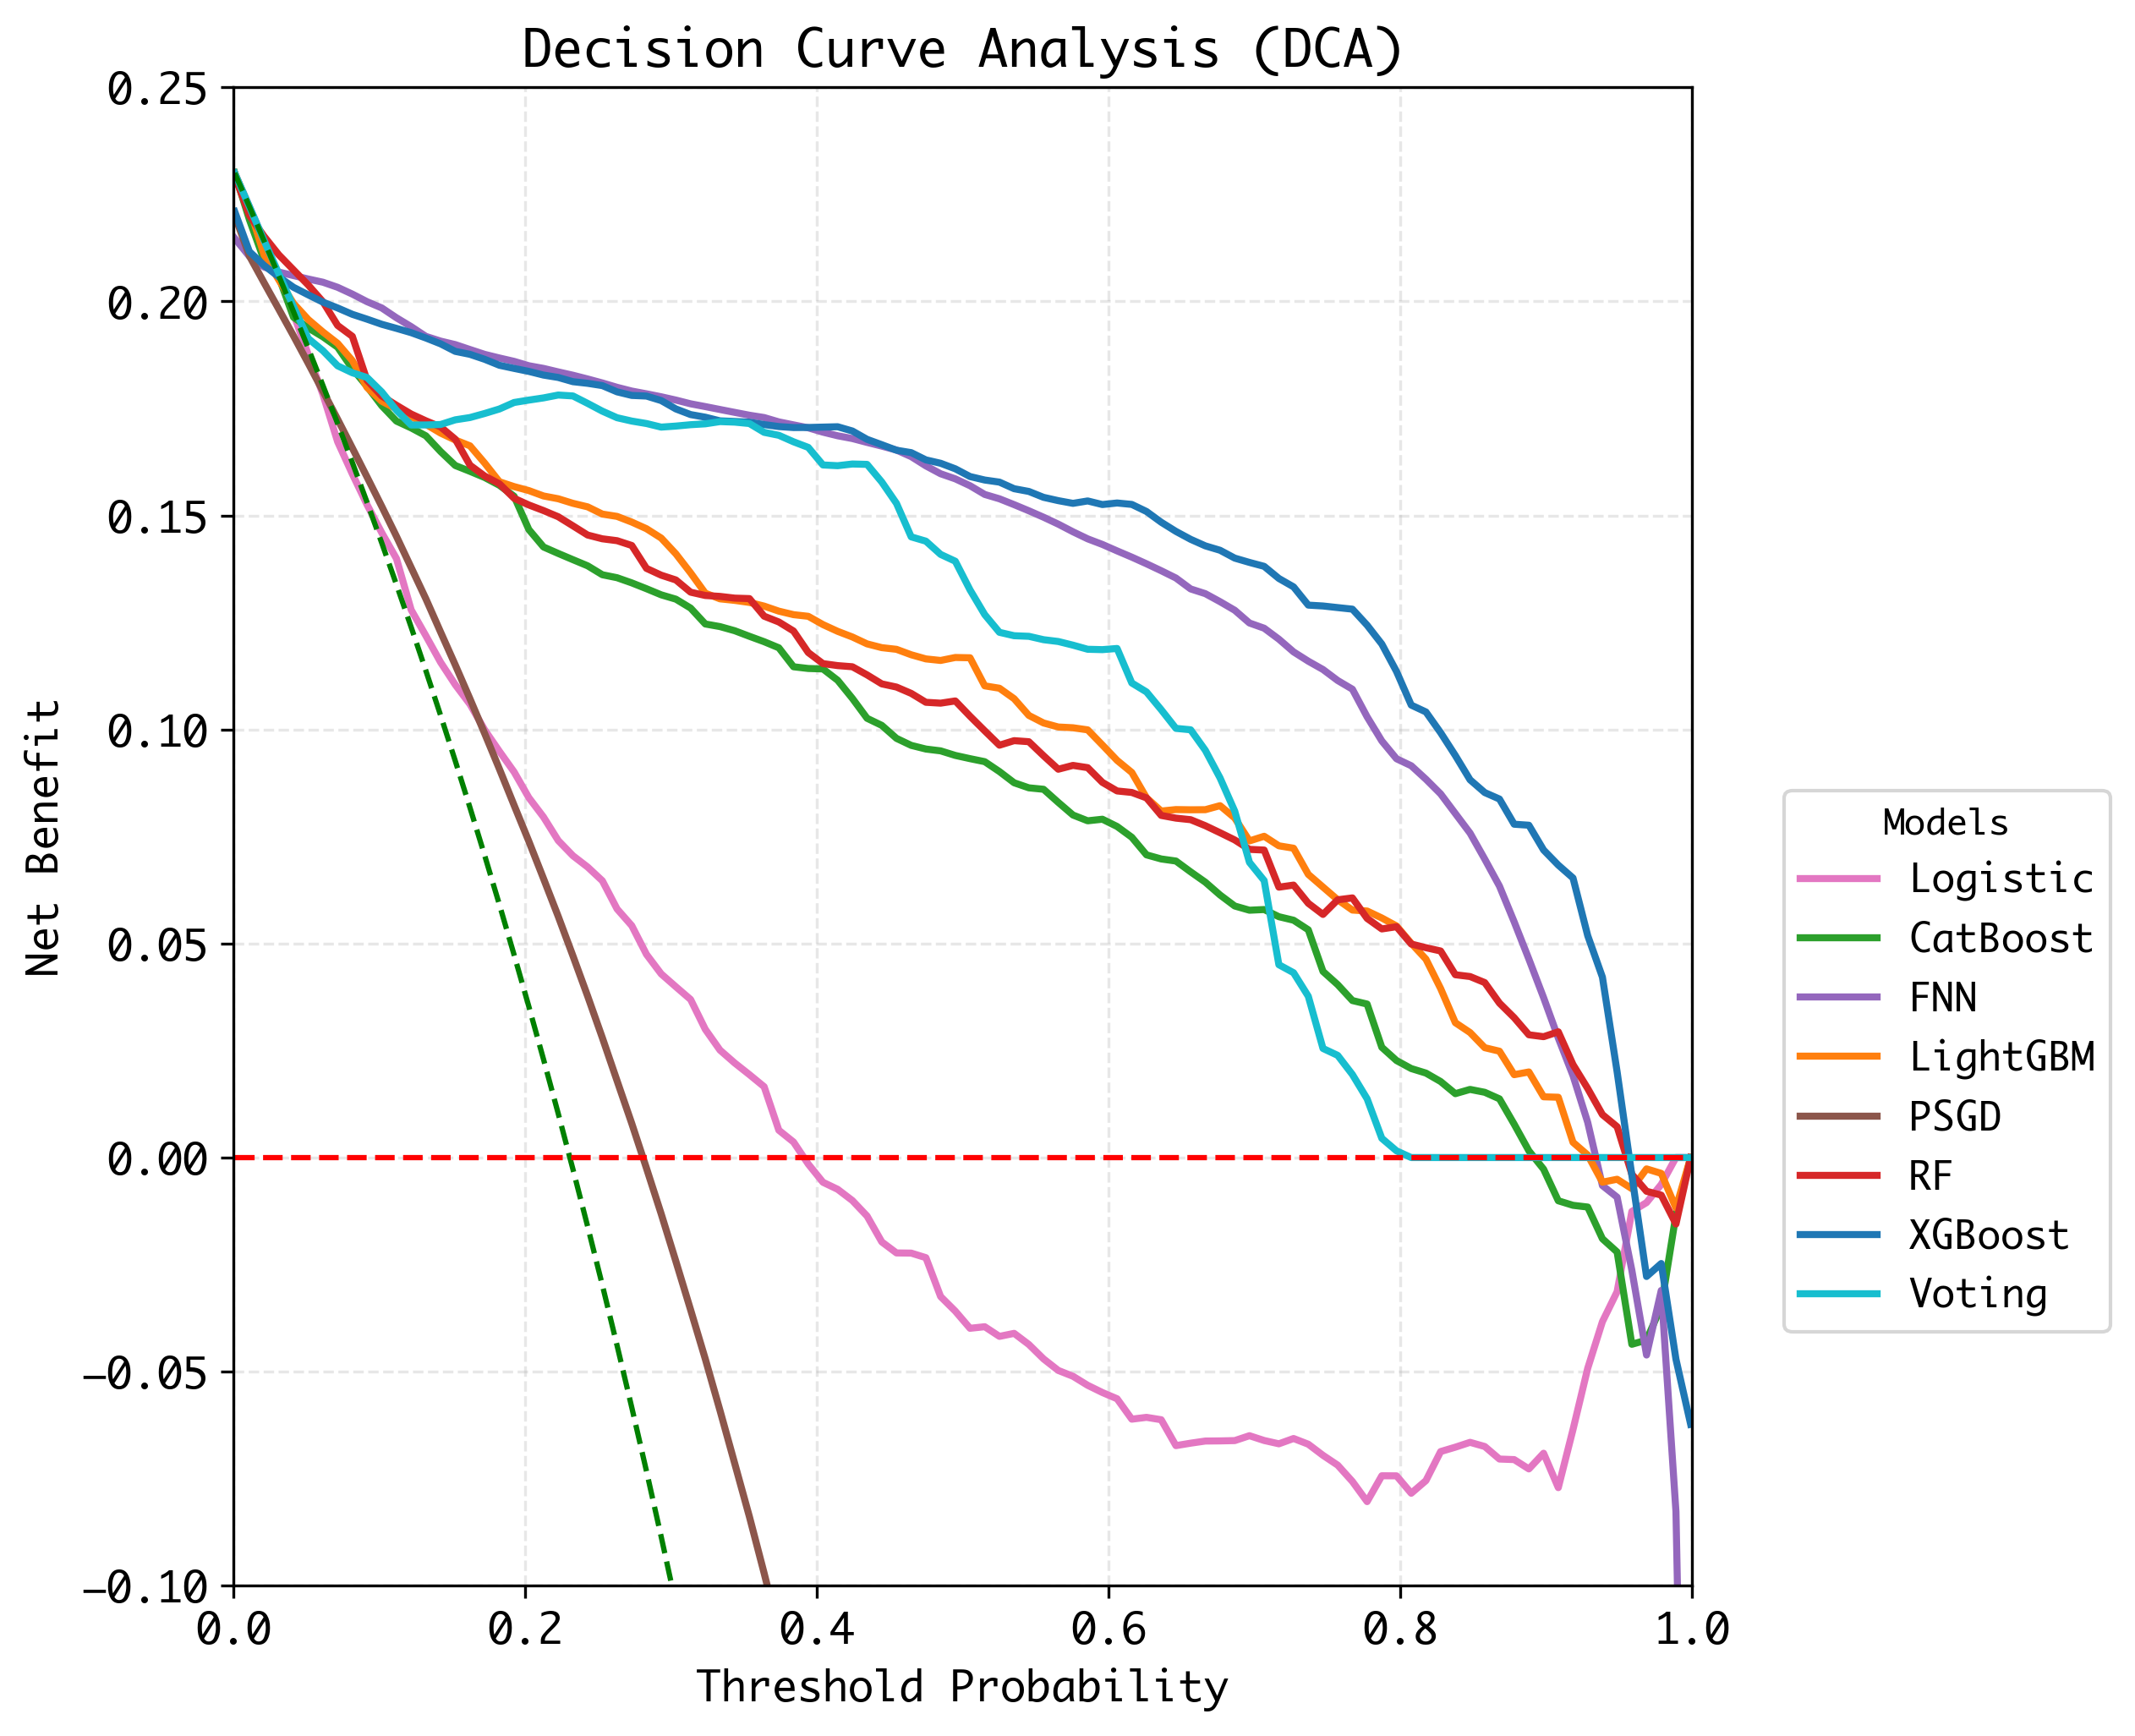 Decision Curve Analysis (DCA)
0.25
0.20
0.15
0.10
0.05
0.00
−0.05
−0.10
Net Benefit
0.0 0.2 0.4 0.6 0.8 1.0
Threshold Probability
Models
Logistic
CatBoost
FNN
LightGBM
PSGD
RF
XGBoost
Voting